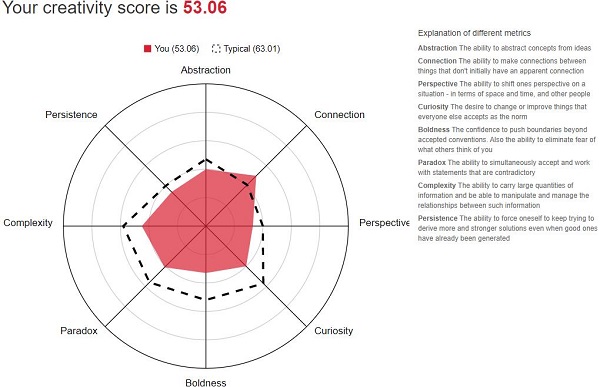 Your creativity score is 53.06
You (53.06) Typical (63.01)
Abstraction
Persistence
Connection
Complexity
Perspective
Paradox
Curiosity
Boldness
Explanation of different metrics
Abstraction The ability to abstract concepts from ideas
Connection The ability to make connections between
things that don't initially have an apparent connection
Perspective The ability to shift ones perspective on a
situation - in terms of space and time, and other people
Curiosity The desire to change or improve things that
everyone else accepts as the norm
Boldness The confidence to push boundaries beyond
accepted conventions. Also the ability to eliminate fear of
what others think of you
Paradox The ability to simultaneously accept and work
with statements that are contradictory
Complexity The ability to carry large quantities of
information and be able to manipulate and manage the
relationships between such information
Persistence The ability to force oneself to keep trying to
derive more and stronger solutions even when good ones
have already been generated